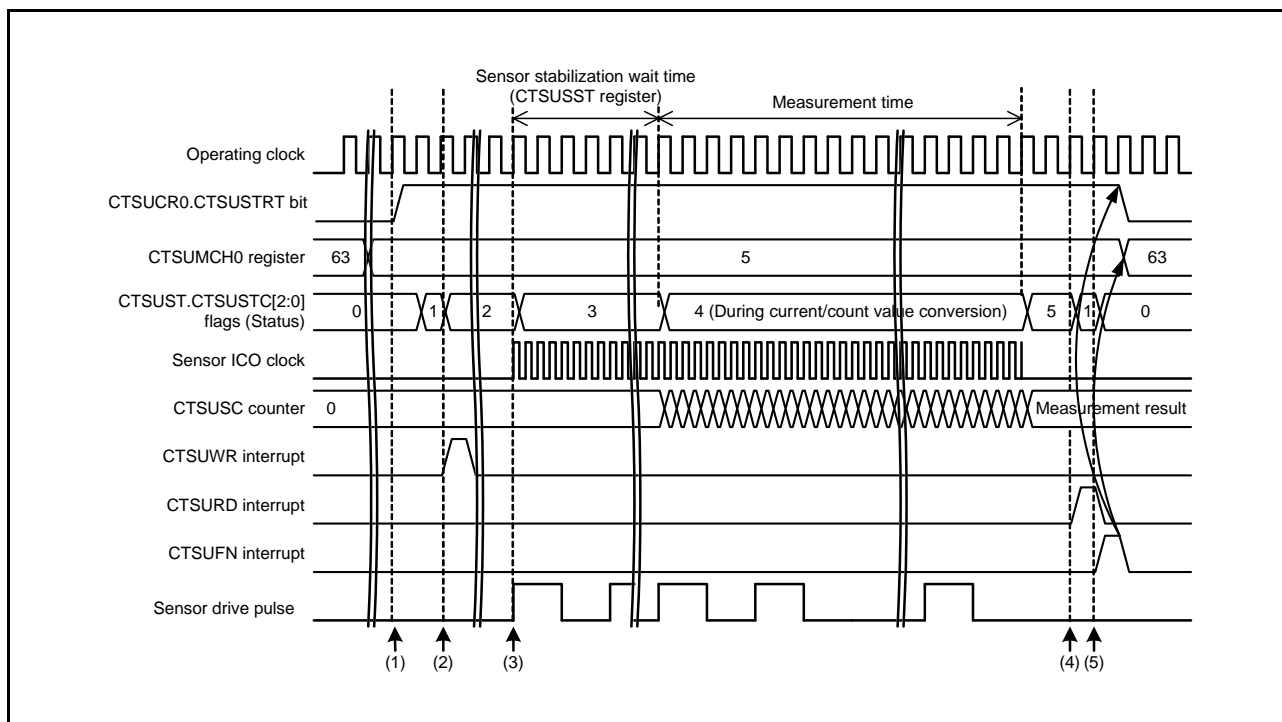 Sensor stabilization wait time
(CTSUSST register)
Measurement time
Operating clock
CTSUCR0.CTSUSTRT bit
CTSUMCH0 register
63
5
63
CTSUST.CTSUSTC[2:0]
flags (Status)
0
1
2
3
4 (During current/count value conversion)
5
1
0
Sensor ICO clock
CTSUSC counter
0
Measurement result
CTSUWR interrupt
CTSURD interrupt
CTSUFN interrupt
Sensor drive pulse
(1)
(2)
(3)
(4)
(5)